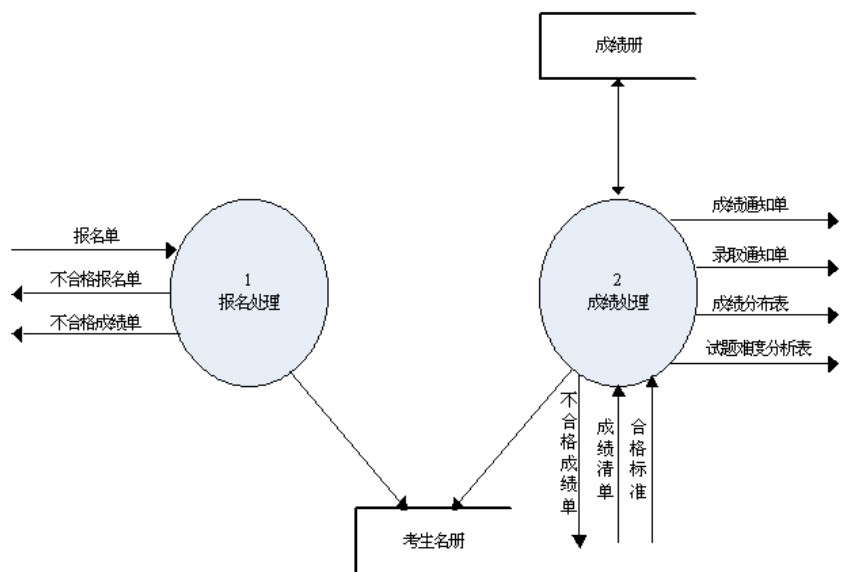 成绩册
报名单
不合格报名单
不合格成绩单
1
报名处理
2
成绩处理
成绩通知单
录取通知单
成绩分布表
试题难度分析表
不合格成绩单
成绩清单
合格标准
考生名册